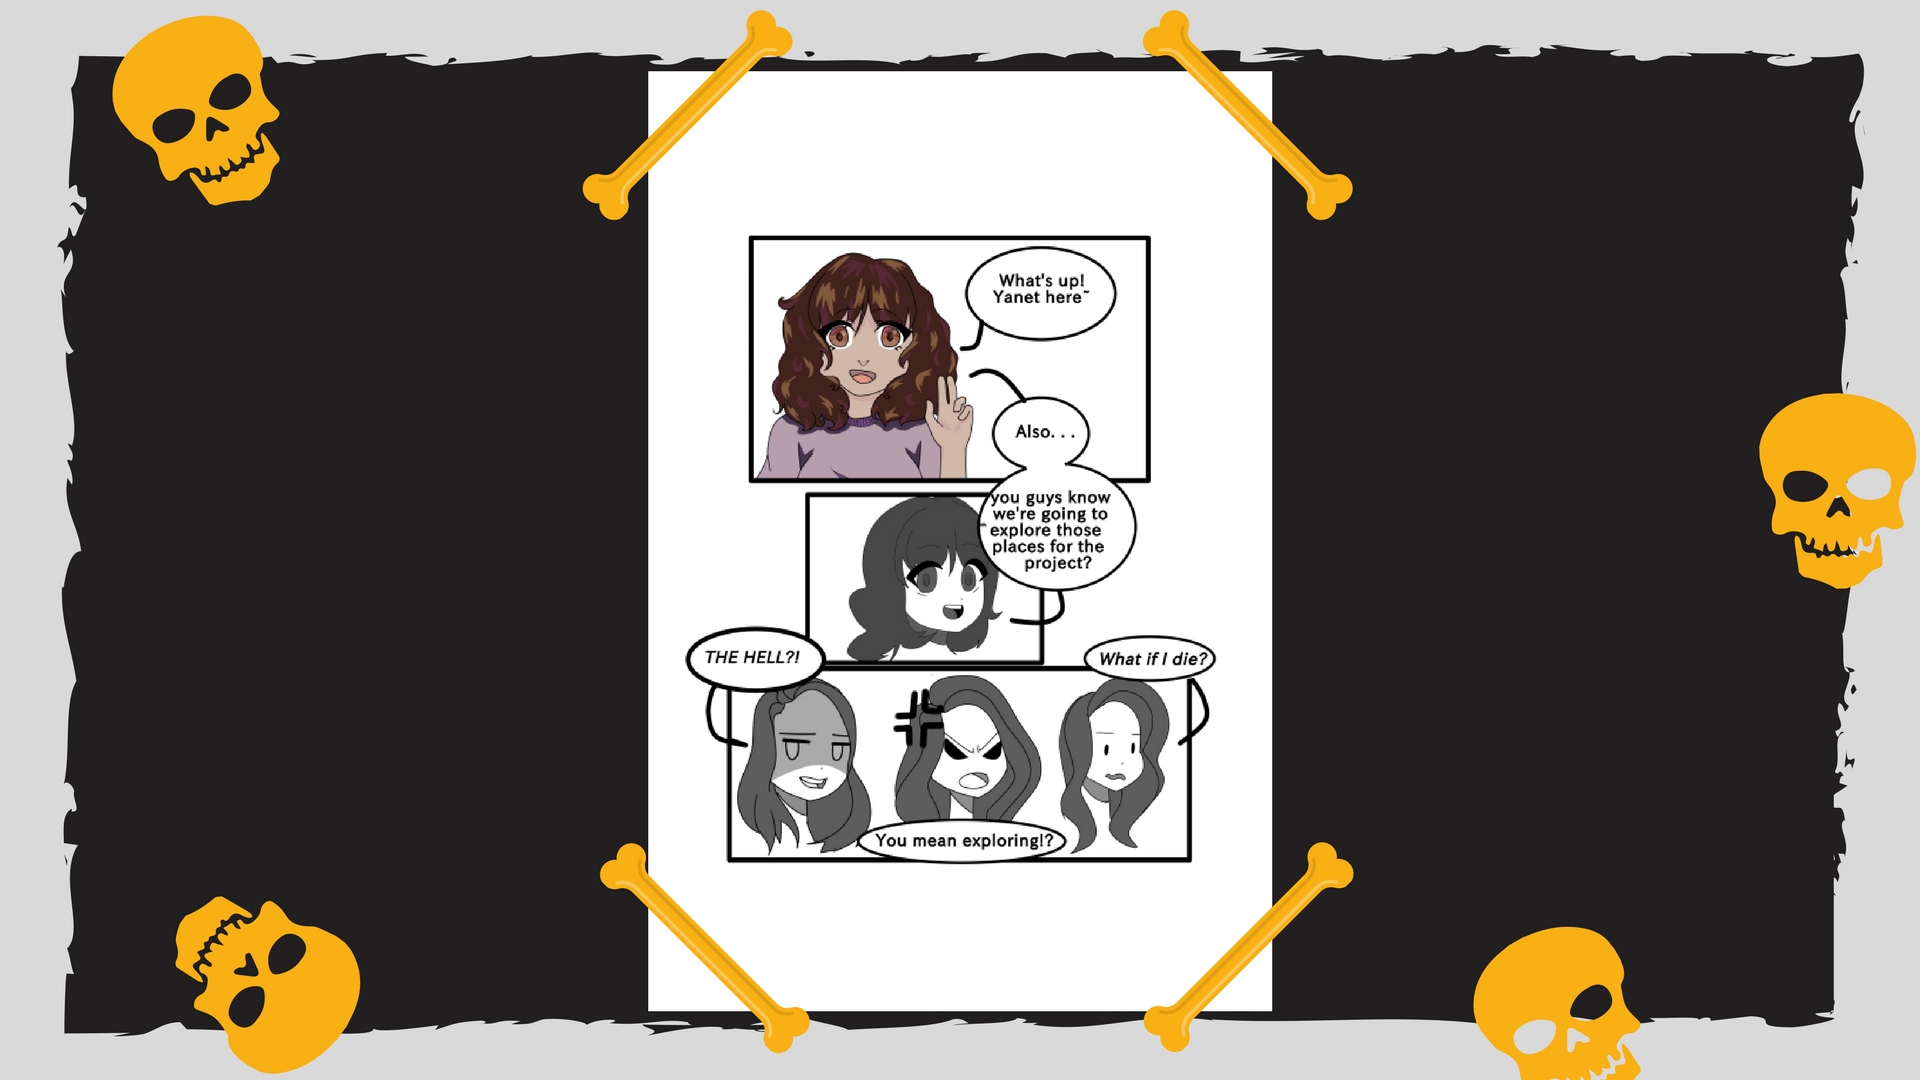 What's up!
Yanet here~
Also. . .
you guys know
we're going to
explore those
places for the
project?
THE HELL?!
What if I die?
You mean exploring!?